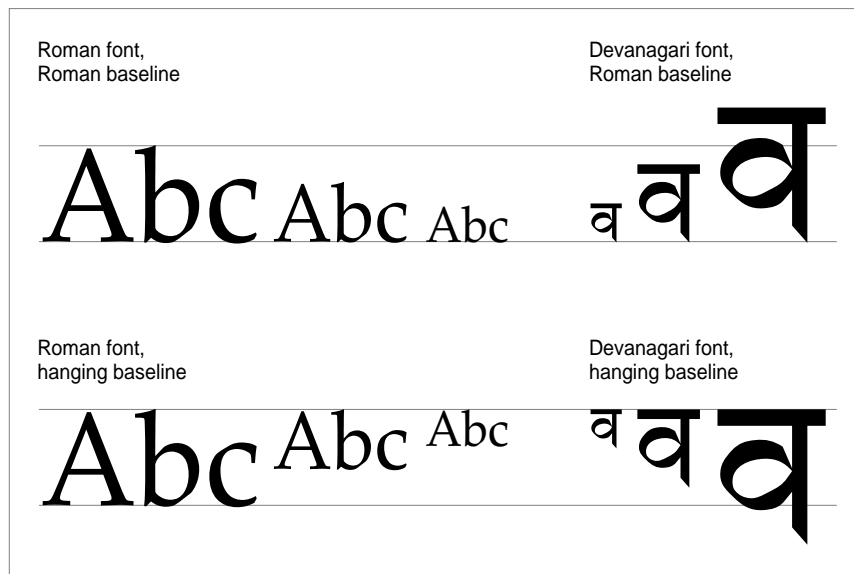 Roman font,
Roman baseline
Devanagari font,
Roman baseline
Abc Abc Abc
व व व
Roman font,
hanging baseline
Devanagari font,
hanging baseline
Abc Abc Abc
व व व